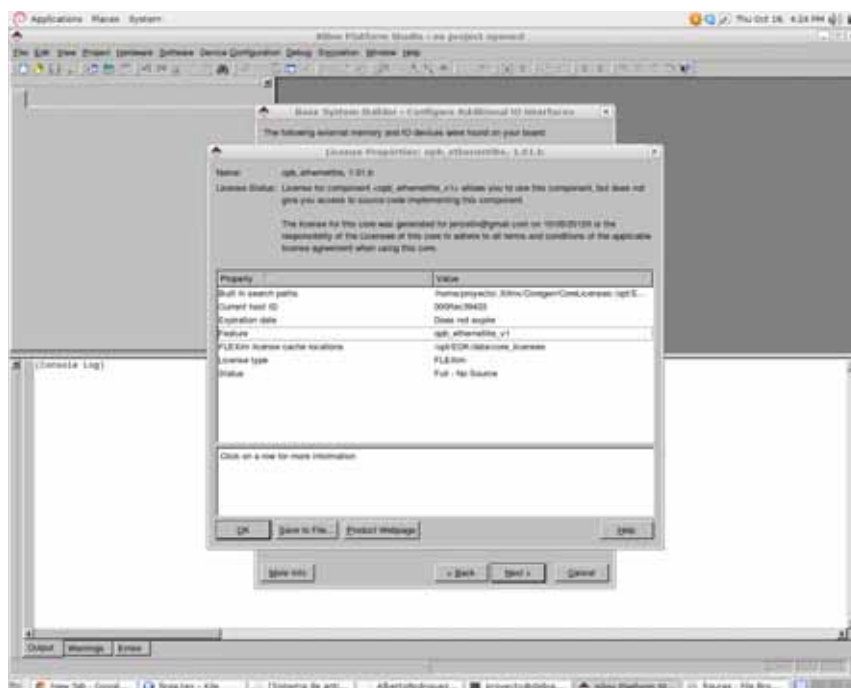 Applications Places System
Thu Oct 16, 4:24 PM
Xilinx Platform Studio - no project opened
File Edit View Project Hardware Software Device Configuration Debug Simulation Window Help
Base System Builder - Configure Additional IO Interfaces
The following external memory and IO devices were found on your board
License Properties: opb_ethernetlite, 1.01.b
Name: opb_ethernetlite, 1.01.b
License Status: License for component <opb_ethernetlite_v1> allows you to use this component, but does not
give you access to source code implementing this component.
The license for this core was generated for on is the
responsibility of the Licensee of this core to adhere to all terms and conditions of the applicable
license agreement when using this core.
Property Value
Built in search paths
Current host ID
Expiration date Does not expire
Feature opb_ethernetlite_v1
FLEXlm license cache locations /opt/EDK/data/core_licenses
License type FLEXlm
Status Full - No Source
Click on a row for more information
OK Save to File... Product Webpage Help
More Info < Back Next > Cancel
(Console Log)
Output Warnings Errors